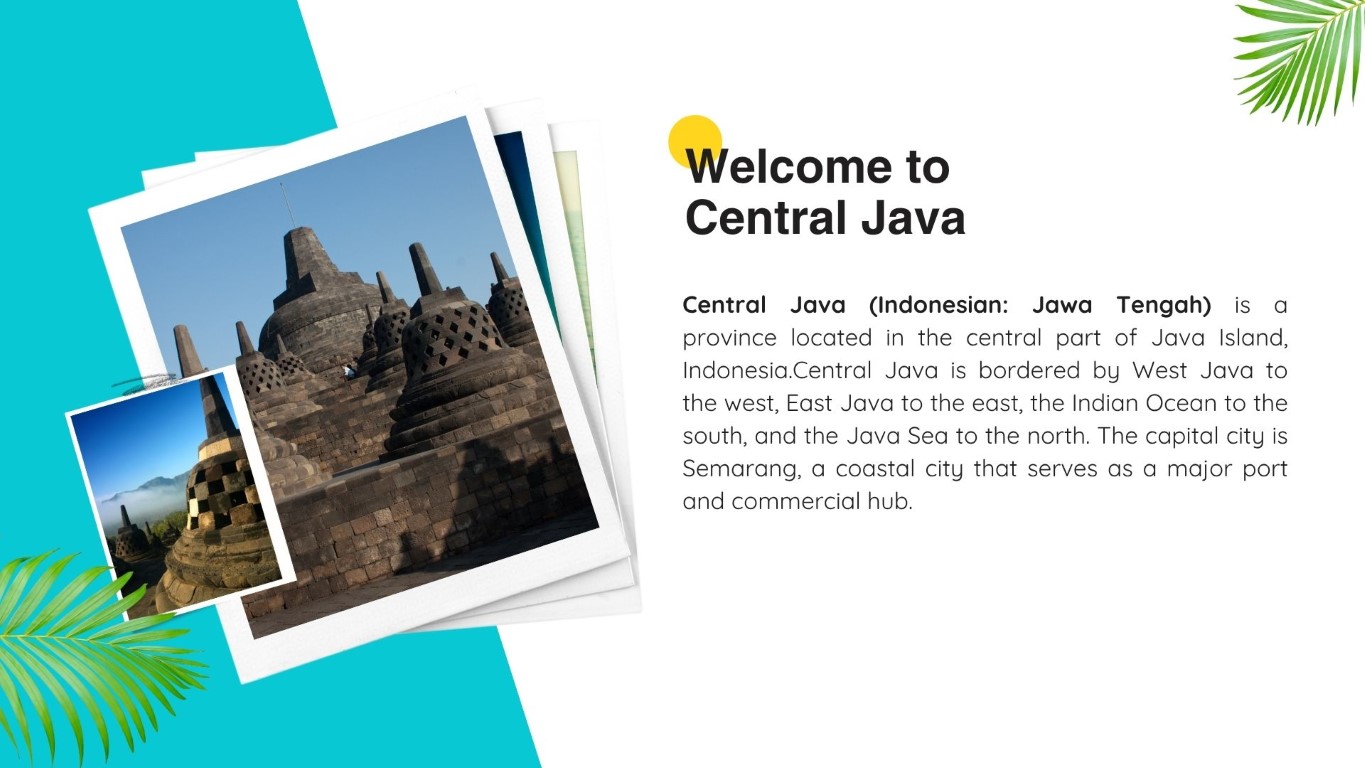 Welcome to
Central Java
Central Java (Indonesian: Jawa Tengah) is a
province located in the central part of Java Island,
Indonesia.Central Java is bordered by West Java to
the west, East Java to the east, the Indian Ocean to the
south, and the Java Sea to the north. The capital city is
Semarang, a coastal city that serves as a major port
and commercial hub.